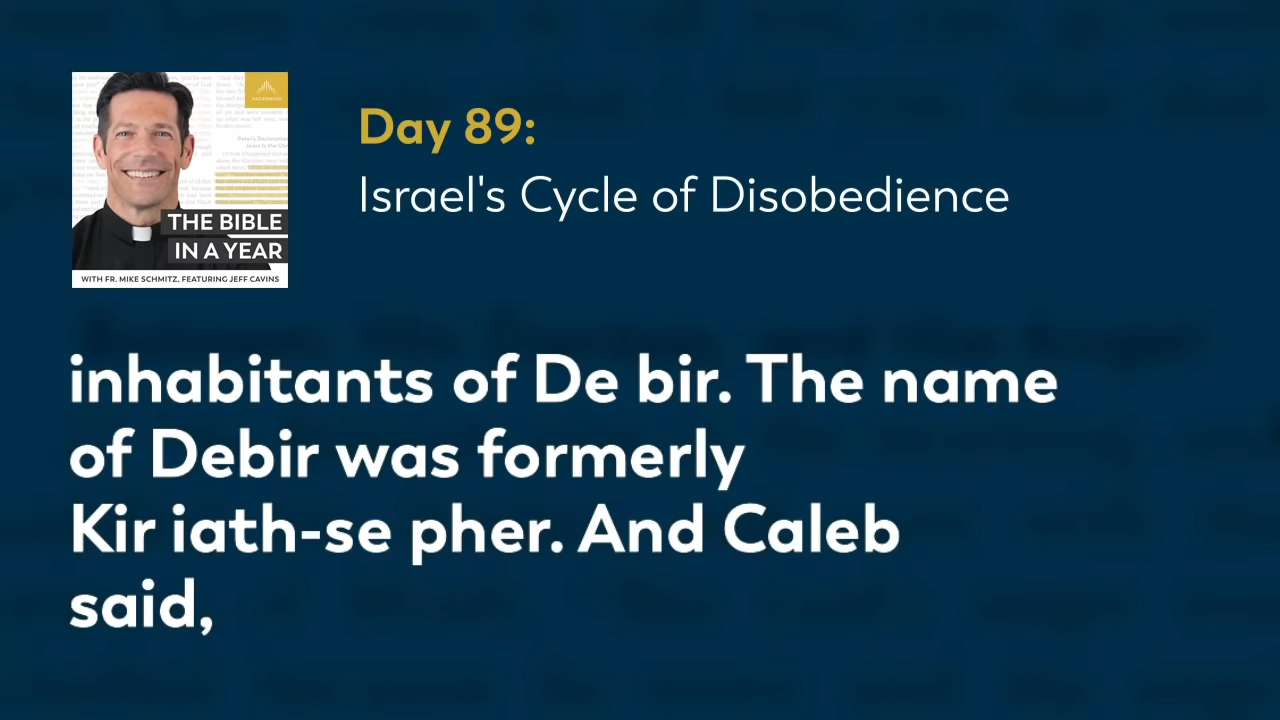 Day 89:
Israel's Cycle of Disobedience
THE BIBLE
IN A YEAR
WITH FR. MIKE SCHMITZ, FEATURING JEFF CAVINS
inhabitants of De bir. The name
of Debir was formerly
Kir iath-se pher. And Caleb
said,